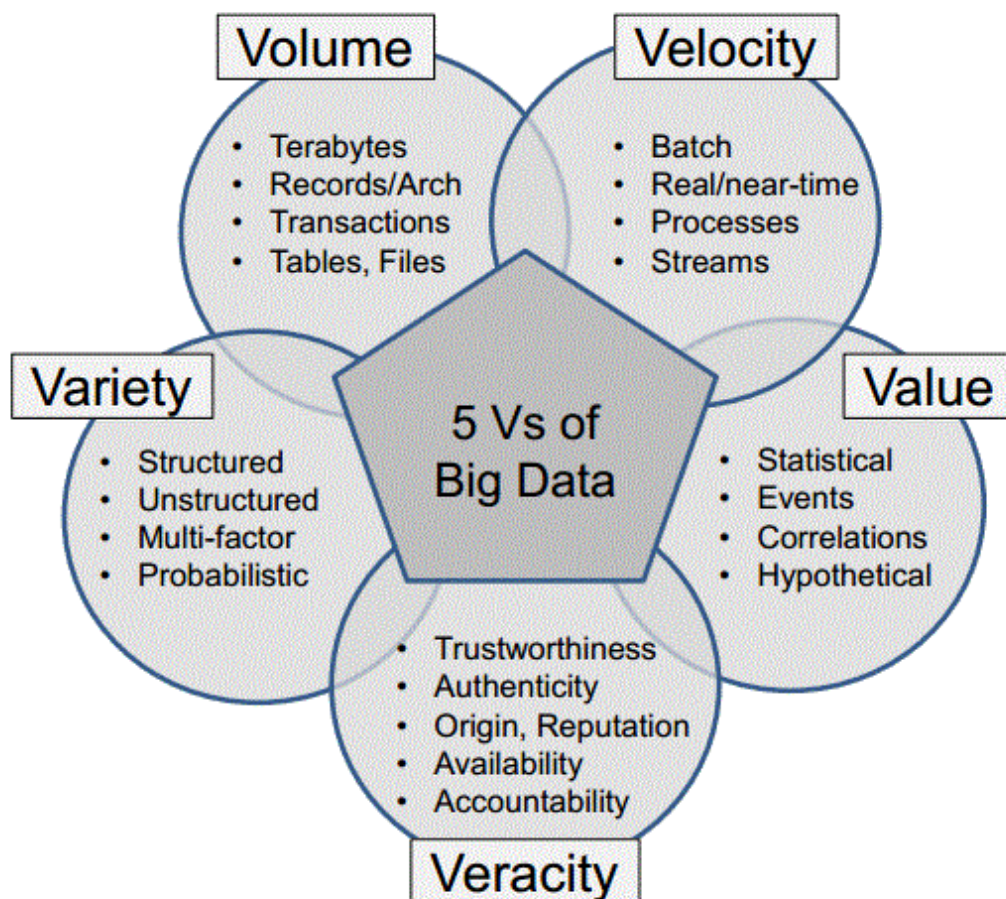 Volume
• Terabytes
• Records/Arch
• Transactions
• Tables, Files
Velocity
• Batch
• Real/near-time
• Processes
• Streams
Variety
• Structured
• Unstructured
• Multi-factor
• Probabilistic
5 Vs of
Big Data
Value
• Statistical
• Events
• Correlations
• Hypothetical
• Trustworthiness
• Authenticity
• Origin, Reputation
• Availability
• Accountability
Veracity